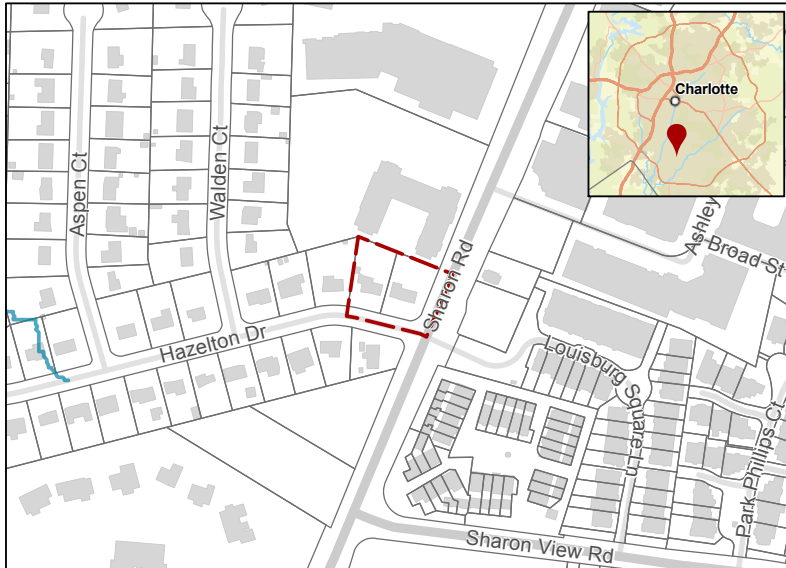 Charlotte
Aspen Ct
Walden Ct
Sharon Rd
Ashley
Broad St
Hazelton Dr
Louisburg Square Ln
Park Phillips Ct
Sharon View Rd